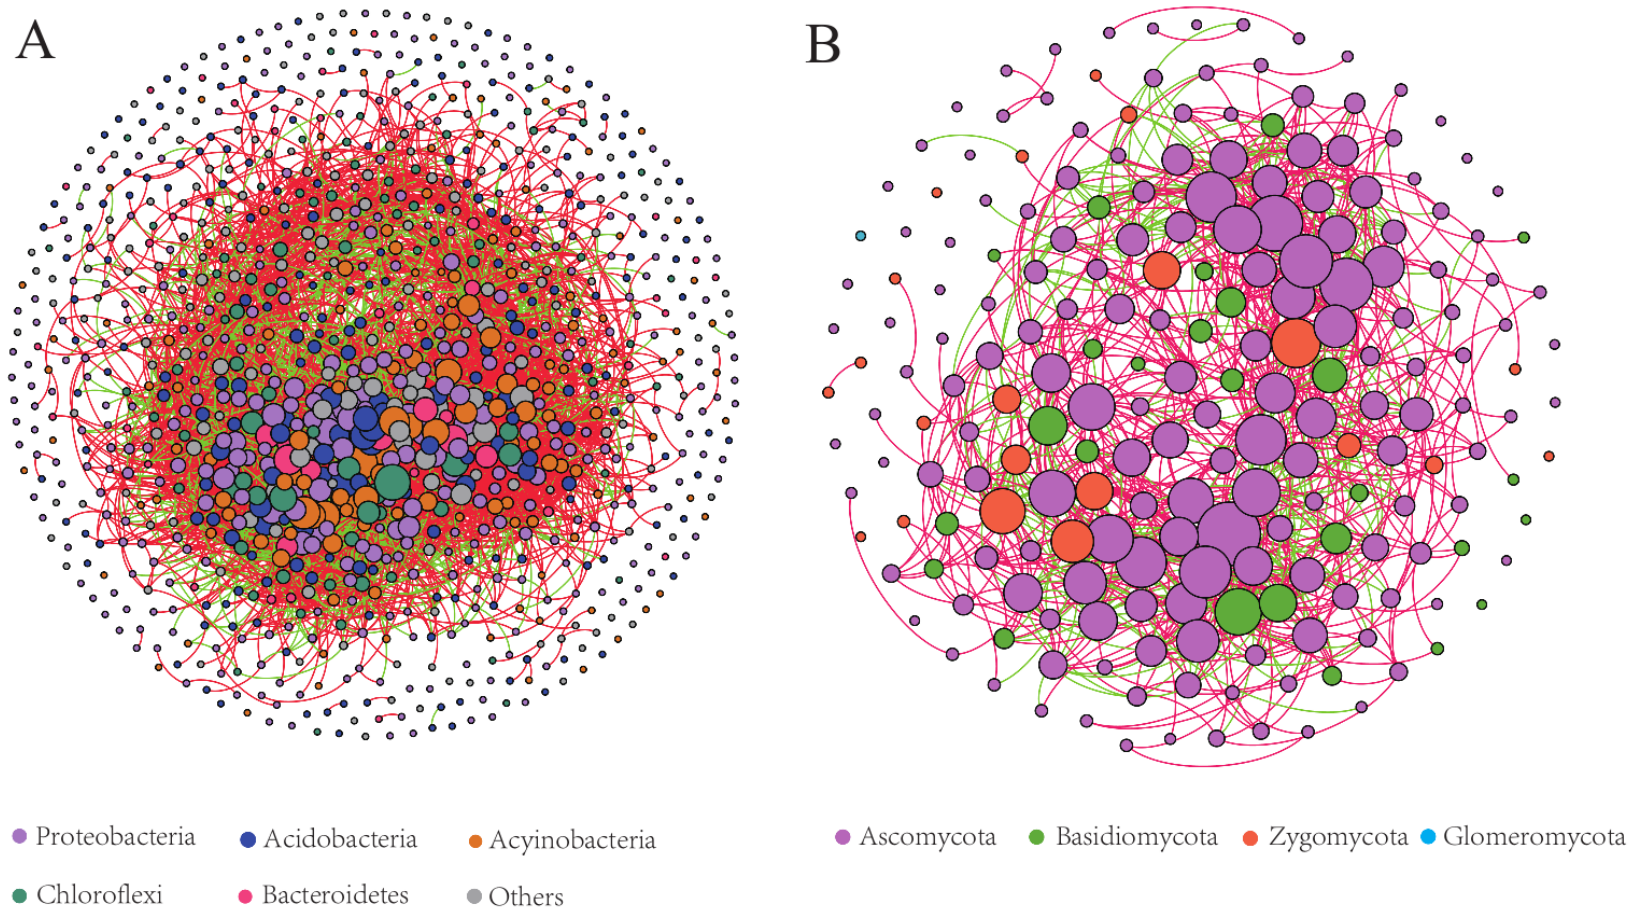 A B
Proteobacteria Acidobacteria Acyinobacteria Ascomycota Basidiomycota Zygomycota Glomeromycota
Chloroflexi Bacteroidetes Others